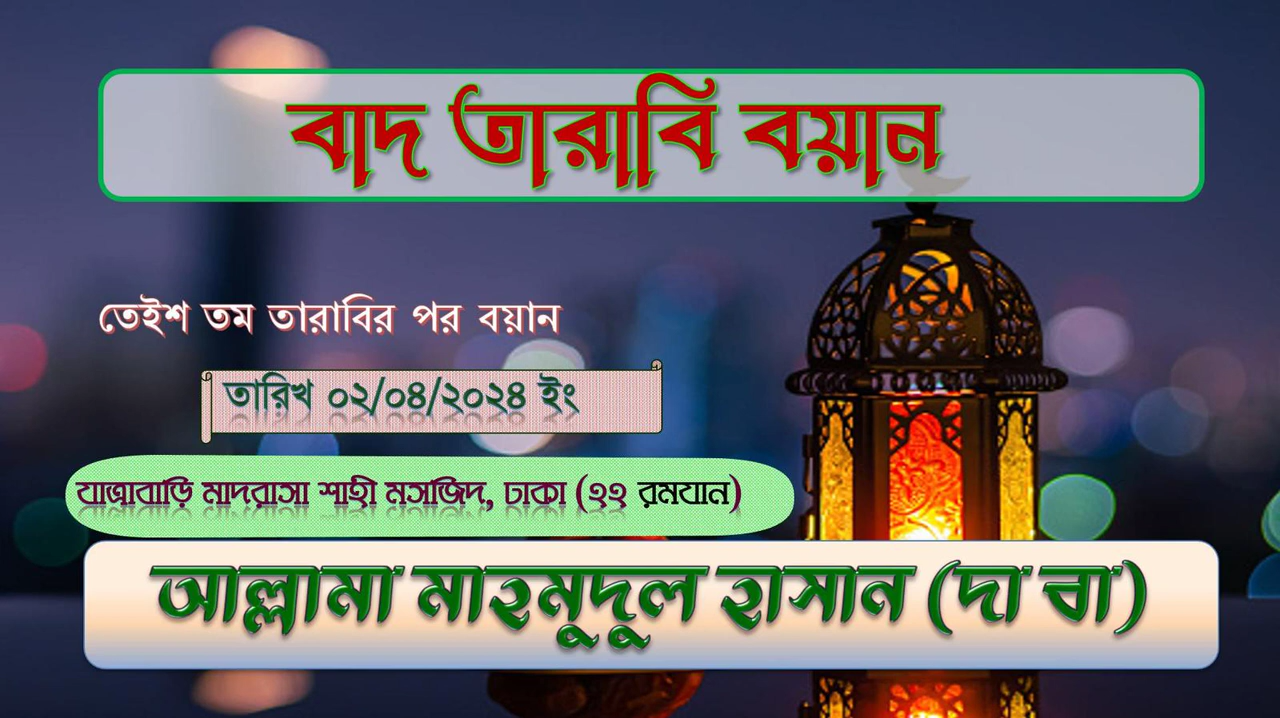 বাদ তারাবি বয়ান
তেইশ তম তারাবির পর বয়ান
তারিখ ০২/০৪/২০২৪ ইং
যাত্রাবাড়ি মাদরাসা শাহী মসজিদ, ঢাকা (২২ রমযান)
আল্লামা মাহমুদুল হাসান (দা বা)